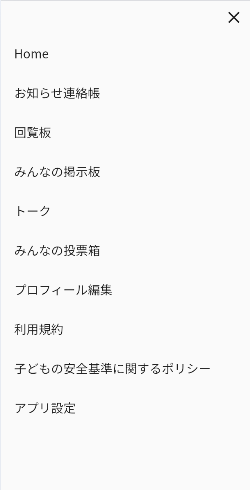 Home
お知らせ連絡帳
回覧板
みんなの掲示板
トーク
みんなの投票箱
プロフィール編集
利用規約
子どもの安全基準に関するポリシー
アプリ設定